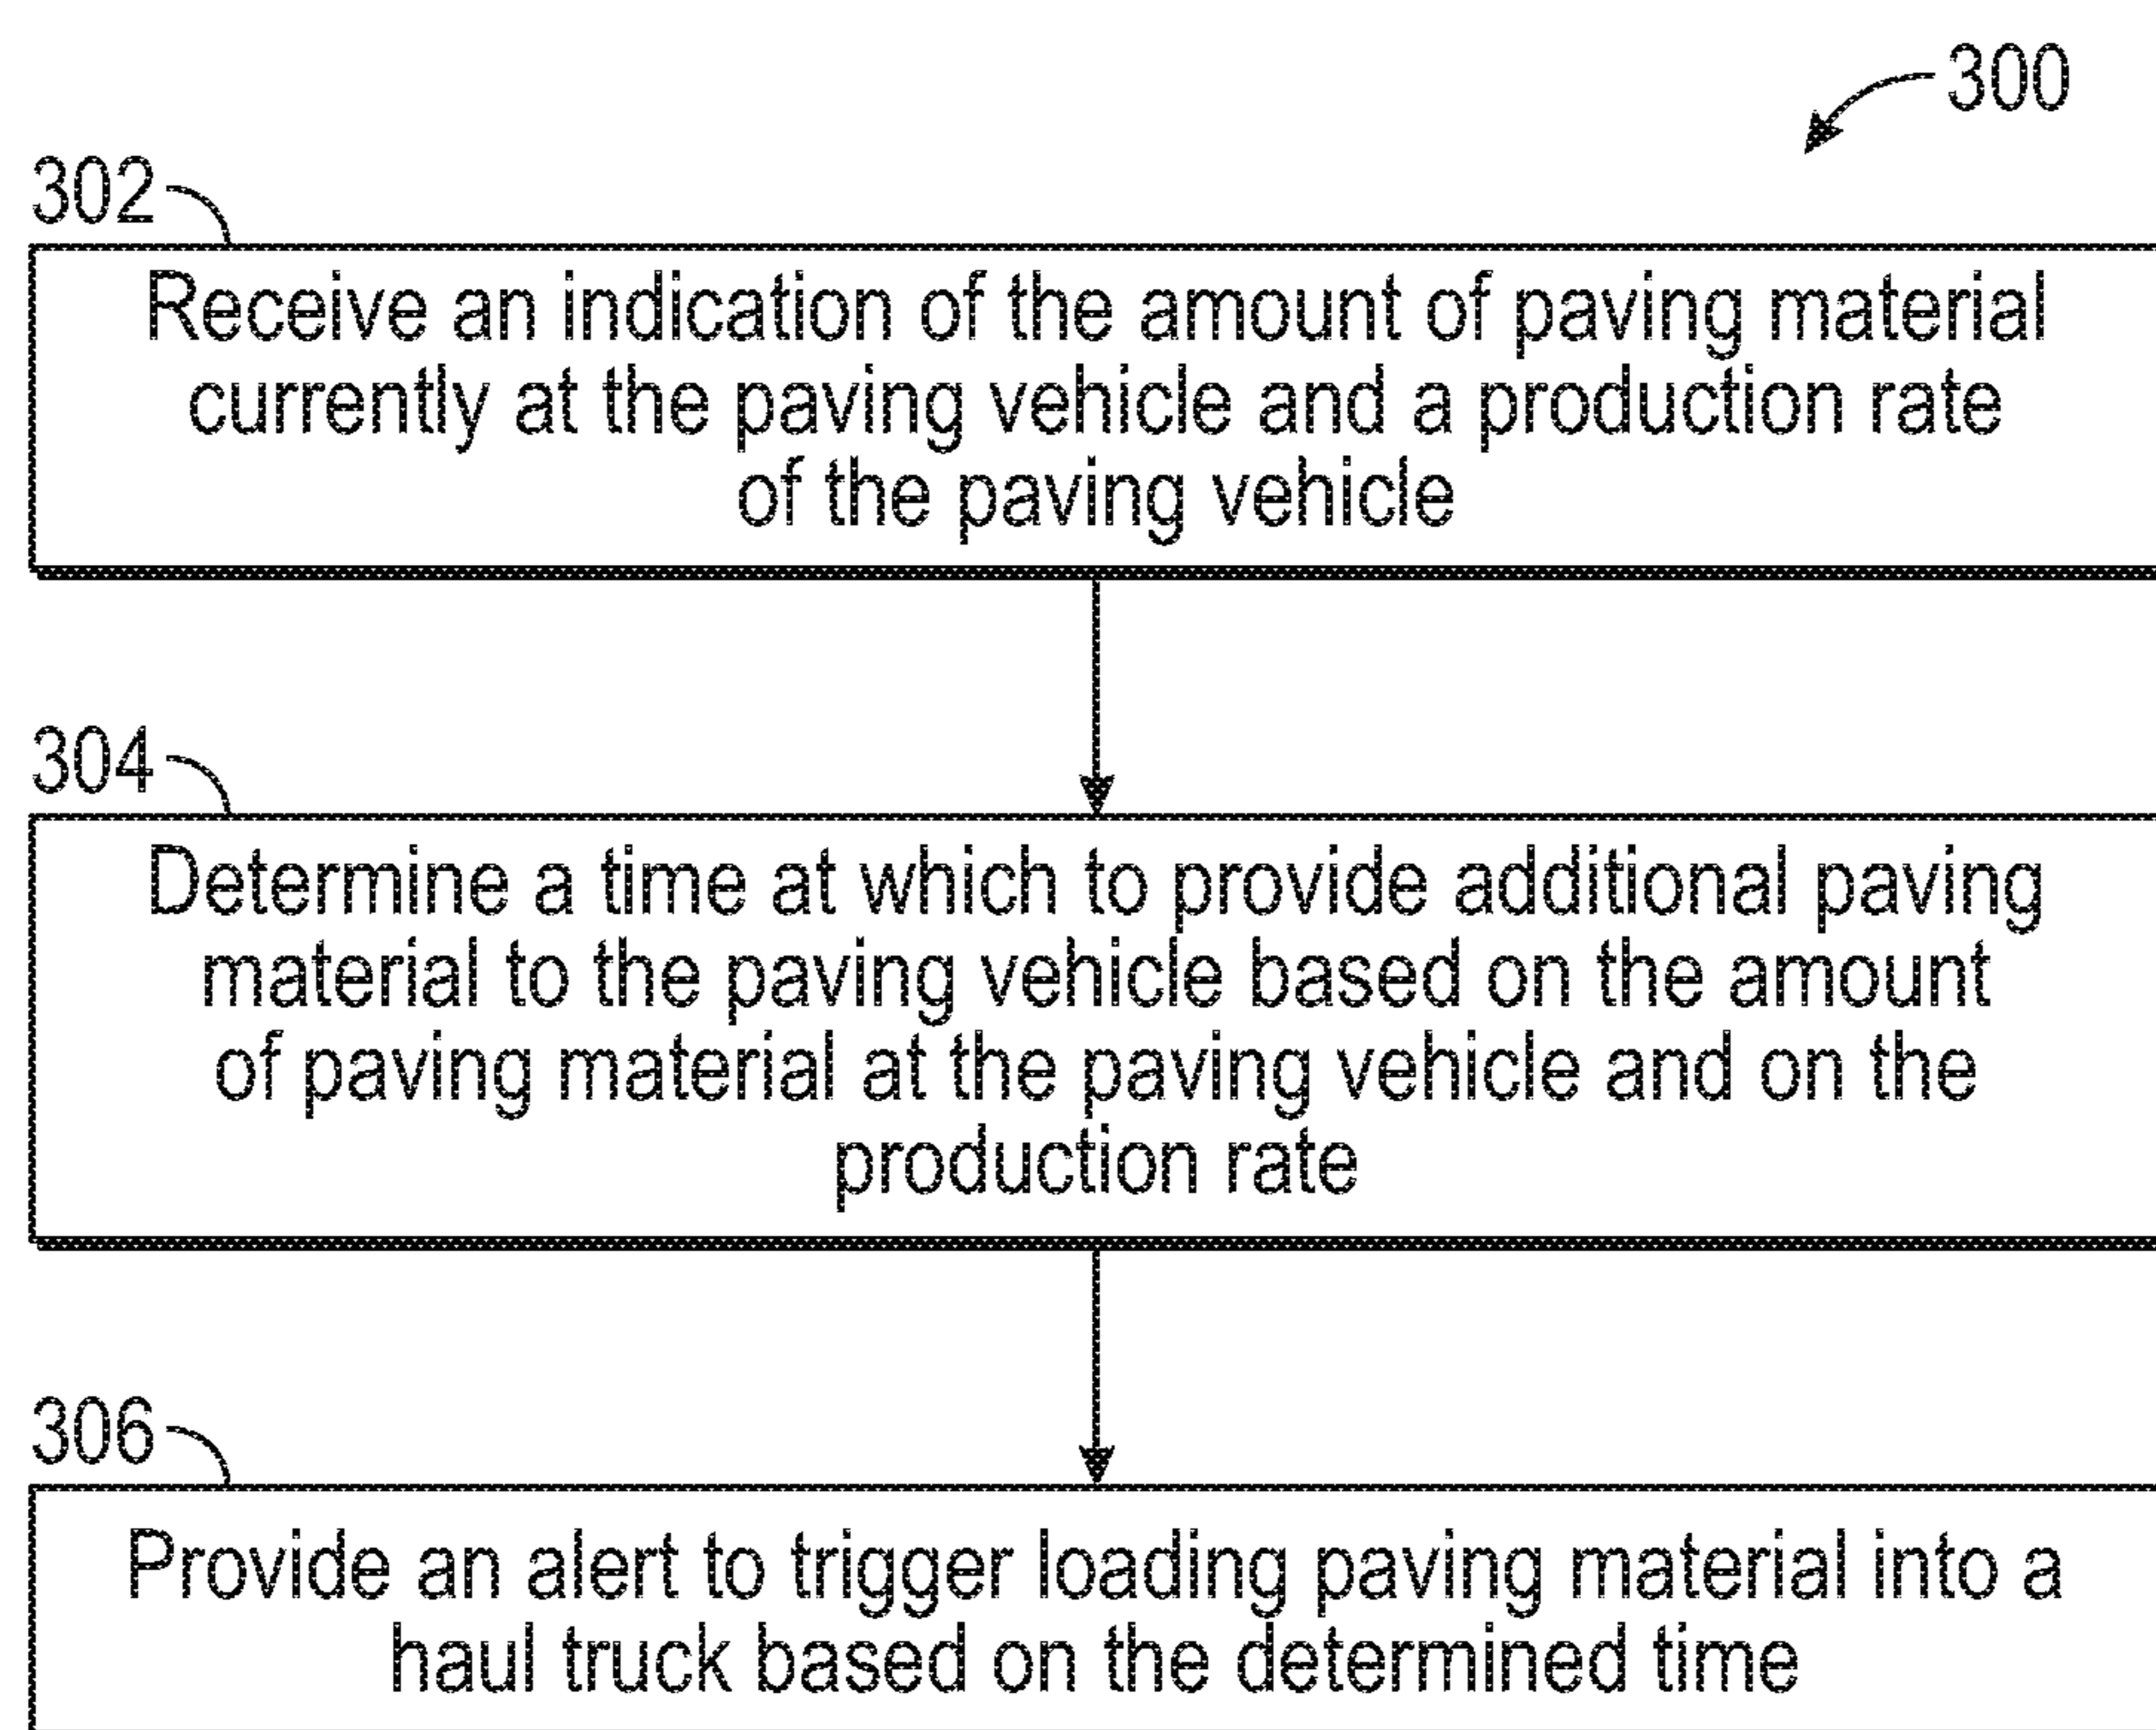 300
302
Receive an indication of the amount of paving material
currently at the paving vehicle and a production rate
of the paving vehicle
304
Determine a time at which to provide additional paving
material to the paving vehicle based on the amount
of paving material at the paving vehicle and on the
production rate
306
Provide an alert to trigger loading paving material into a
haul truck based on the determined time